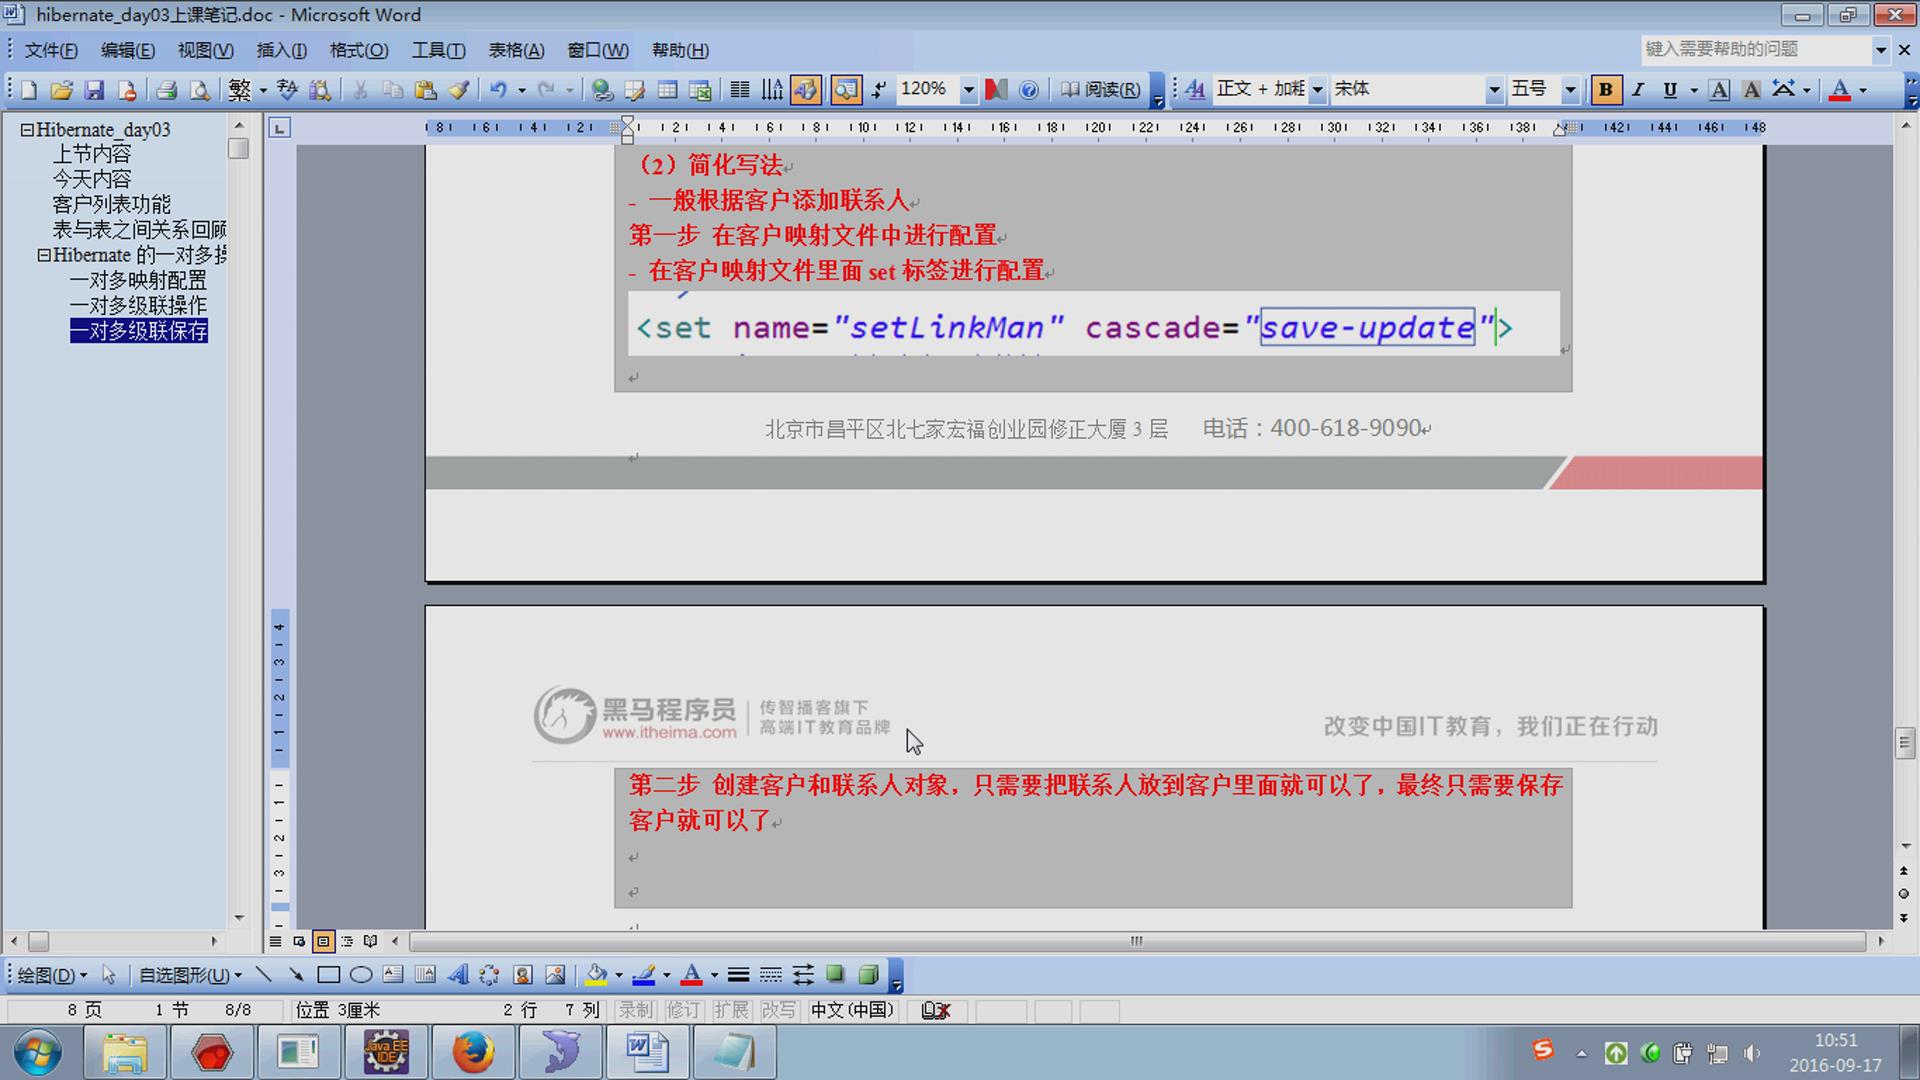 hibernate_day03上课笔记.doc - Microsoft Word
文件(F) 编辑(E) 视图(V) 插入(I) 格式(O) 工具(T) 表格(A) 窗口(W) 帮助(H)
键入需要帮助的问题
繁 120% 阅读(R) 正文 + 加粗 宋体 五号 B I U A A A
Hibernate_day03
上节内容
今天内容
客户列表功能
表与表之间关系回顾
Hibernate 的一对多操
一对多映射配置
一对多级联操作
一对多级联保存
（2）简化写法
- 一般根据客户添加联系人
第一步 在客户映射文件中进行配置
- 在客户映射文件里面 set 标签进行配置
<set name="setLinkMan" cascade="save-update">
北京市昌平区北七家宏福创业园修正大厦 3 层 电话：400-618-9090
黑马程序员
www.itheima.com
传智播客旗下
高端IT教育品牌
改变中国IT教育，我们正在行动
第二步 创建客户和联系人对象，只需要把联系人放到客户里面就可以了，最终只需要保存
客户就可以了
绘图(D) 自选图形(U)
8 页 1 节 8/8 位置 3厘米 2 行 7 列 录制 修订 扩展 改写 中文(中国)
Java EE
IDE
10:51
2016-09-17